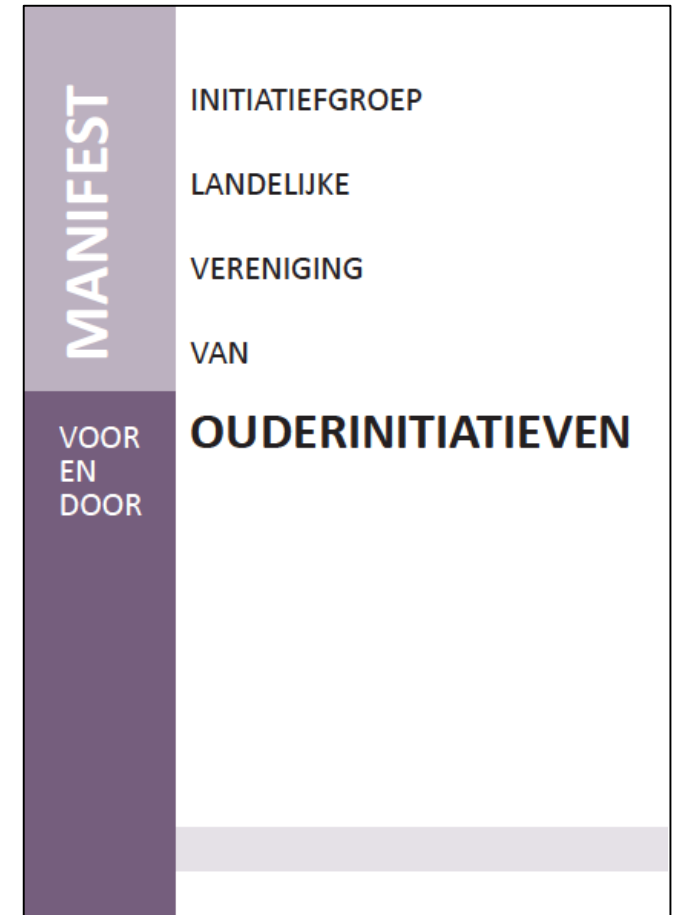 MANIFEST
INITIATIEFGROEP
LANDELIJKE
VERENIGING
VAN
VOOR
EN
DOOR
OUDERINITIATIEVEN